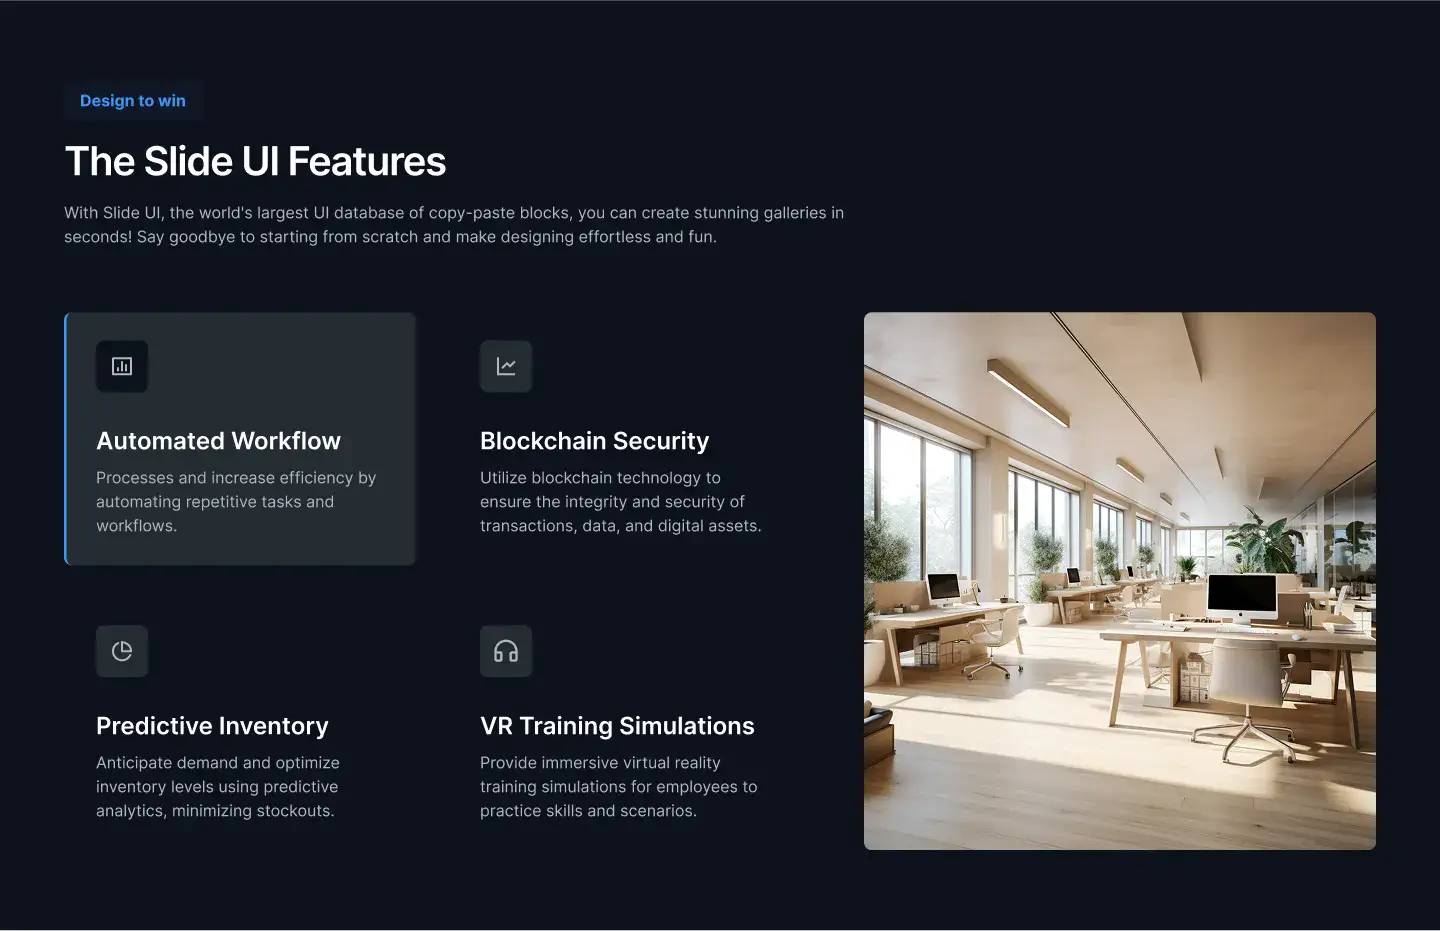 Design to win
The Slide UI Features
With Slide UI, the world's largest UI database of copy-paste blocks, you can create stunning galleries in
seconds! Say goodbye to starting from scratch and make designing effortless and fun.
Automated Workflow
Processes and increase efficiency by
automating repetitive tasks and
workflows.
Blockchain Security
Utilize blockchain technology to
ensure the integrity and security of
transactions, data, and digital assets.
Predictive Inventory
Anticipate demand and optimize
inventory levels using predictive
analytics, minimizing stockouts.
VR Training Simulations
Provide immersive virtual reality
training simulations for employees to
practice skills and scenarios.